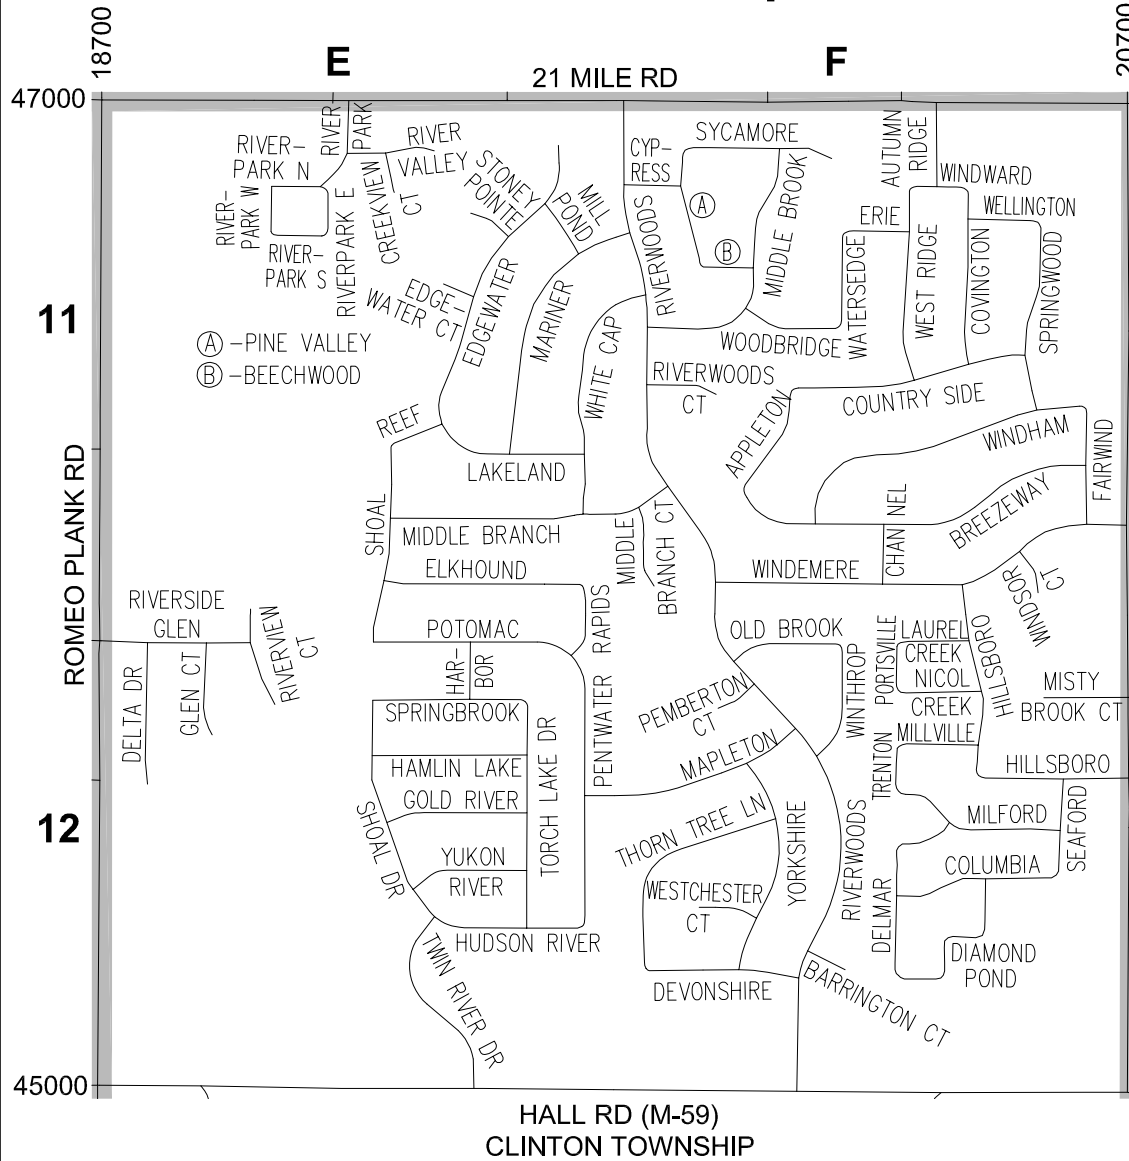 18700
20700
E
F
21 MILE RD
47000
RIVER
PARK
RIVER-
PARK N
RIVER
VALLEY
RIVER-
PARK W
RIVER-
PARK S
RIVERPARK E
CREEKVIEW
CT
STONEY
POINTE
MILL
POND
CYP-
RESS
SYCAMORE
AUTUMN
RIDGE
WINDWARD
WELLINGTON
ERIE
A
B
MIDDLE BROOK
RIVERWOODS
EDGE-
WATER CT
EDGEWATER
MARINER
WHITE CAP
WOODBRIDGE
WATERSEDGE
WEST RIDGE
COVINGTON
SPRINGWOOD
11
A -PINE VALLEY
B -BEECHWOOD
RIVERWOODS
CT
APPLETON
COUNTRY SIDE
WINDHAM
FAIRWIND
REEF
LAKELAND
ROMEO PLANK RD
SHOAL
MIDDLE BRANCH
MIDDLE
BRANCH CT
CHAN NEL
BREEZEWAY
ELKHOUND
WINDEMERE
WINDSOR
CT
RIVERSIDE
GLEN
RIVERVIEW
CT
DELTA DR
GLEN CT
POTOMAC
HAR-
BOR
PENTWATER RAPIDS
OLD BROOK
WINTHROP
PORTSVILLE
LAUREL
CREEK
NICOL
CREEK
HILLSBORO
MISTY
BROOK CT
SPRINGBROOK
PEMBERTON
CT
MAPLETON
MILLVILLE
TRENTON
HILLSBORO
HAMLIN LAKE
GOLD RIVER
TORCH LAKE DR
12
SHOAL DR
THORN TREE LN
YORKSHIRE
RIVERWOODS
MILFORD
SEAFORD
YUKON
RIVER
WESTCHESTER
CT
COLUMBIA
DELMAR
HUDSON RIVER
TWIN RIVER DR
DEVONSHIRE
BARRINGTON CT
DIAMOND
POND
45000
HALL RD (M-59)
CLINTON TOWNSHIP